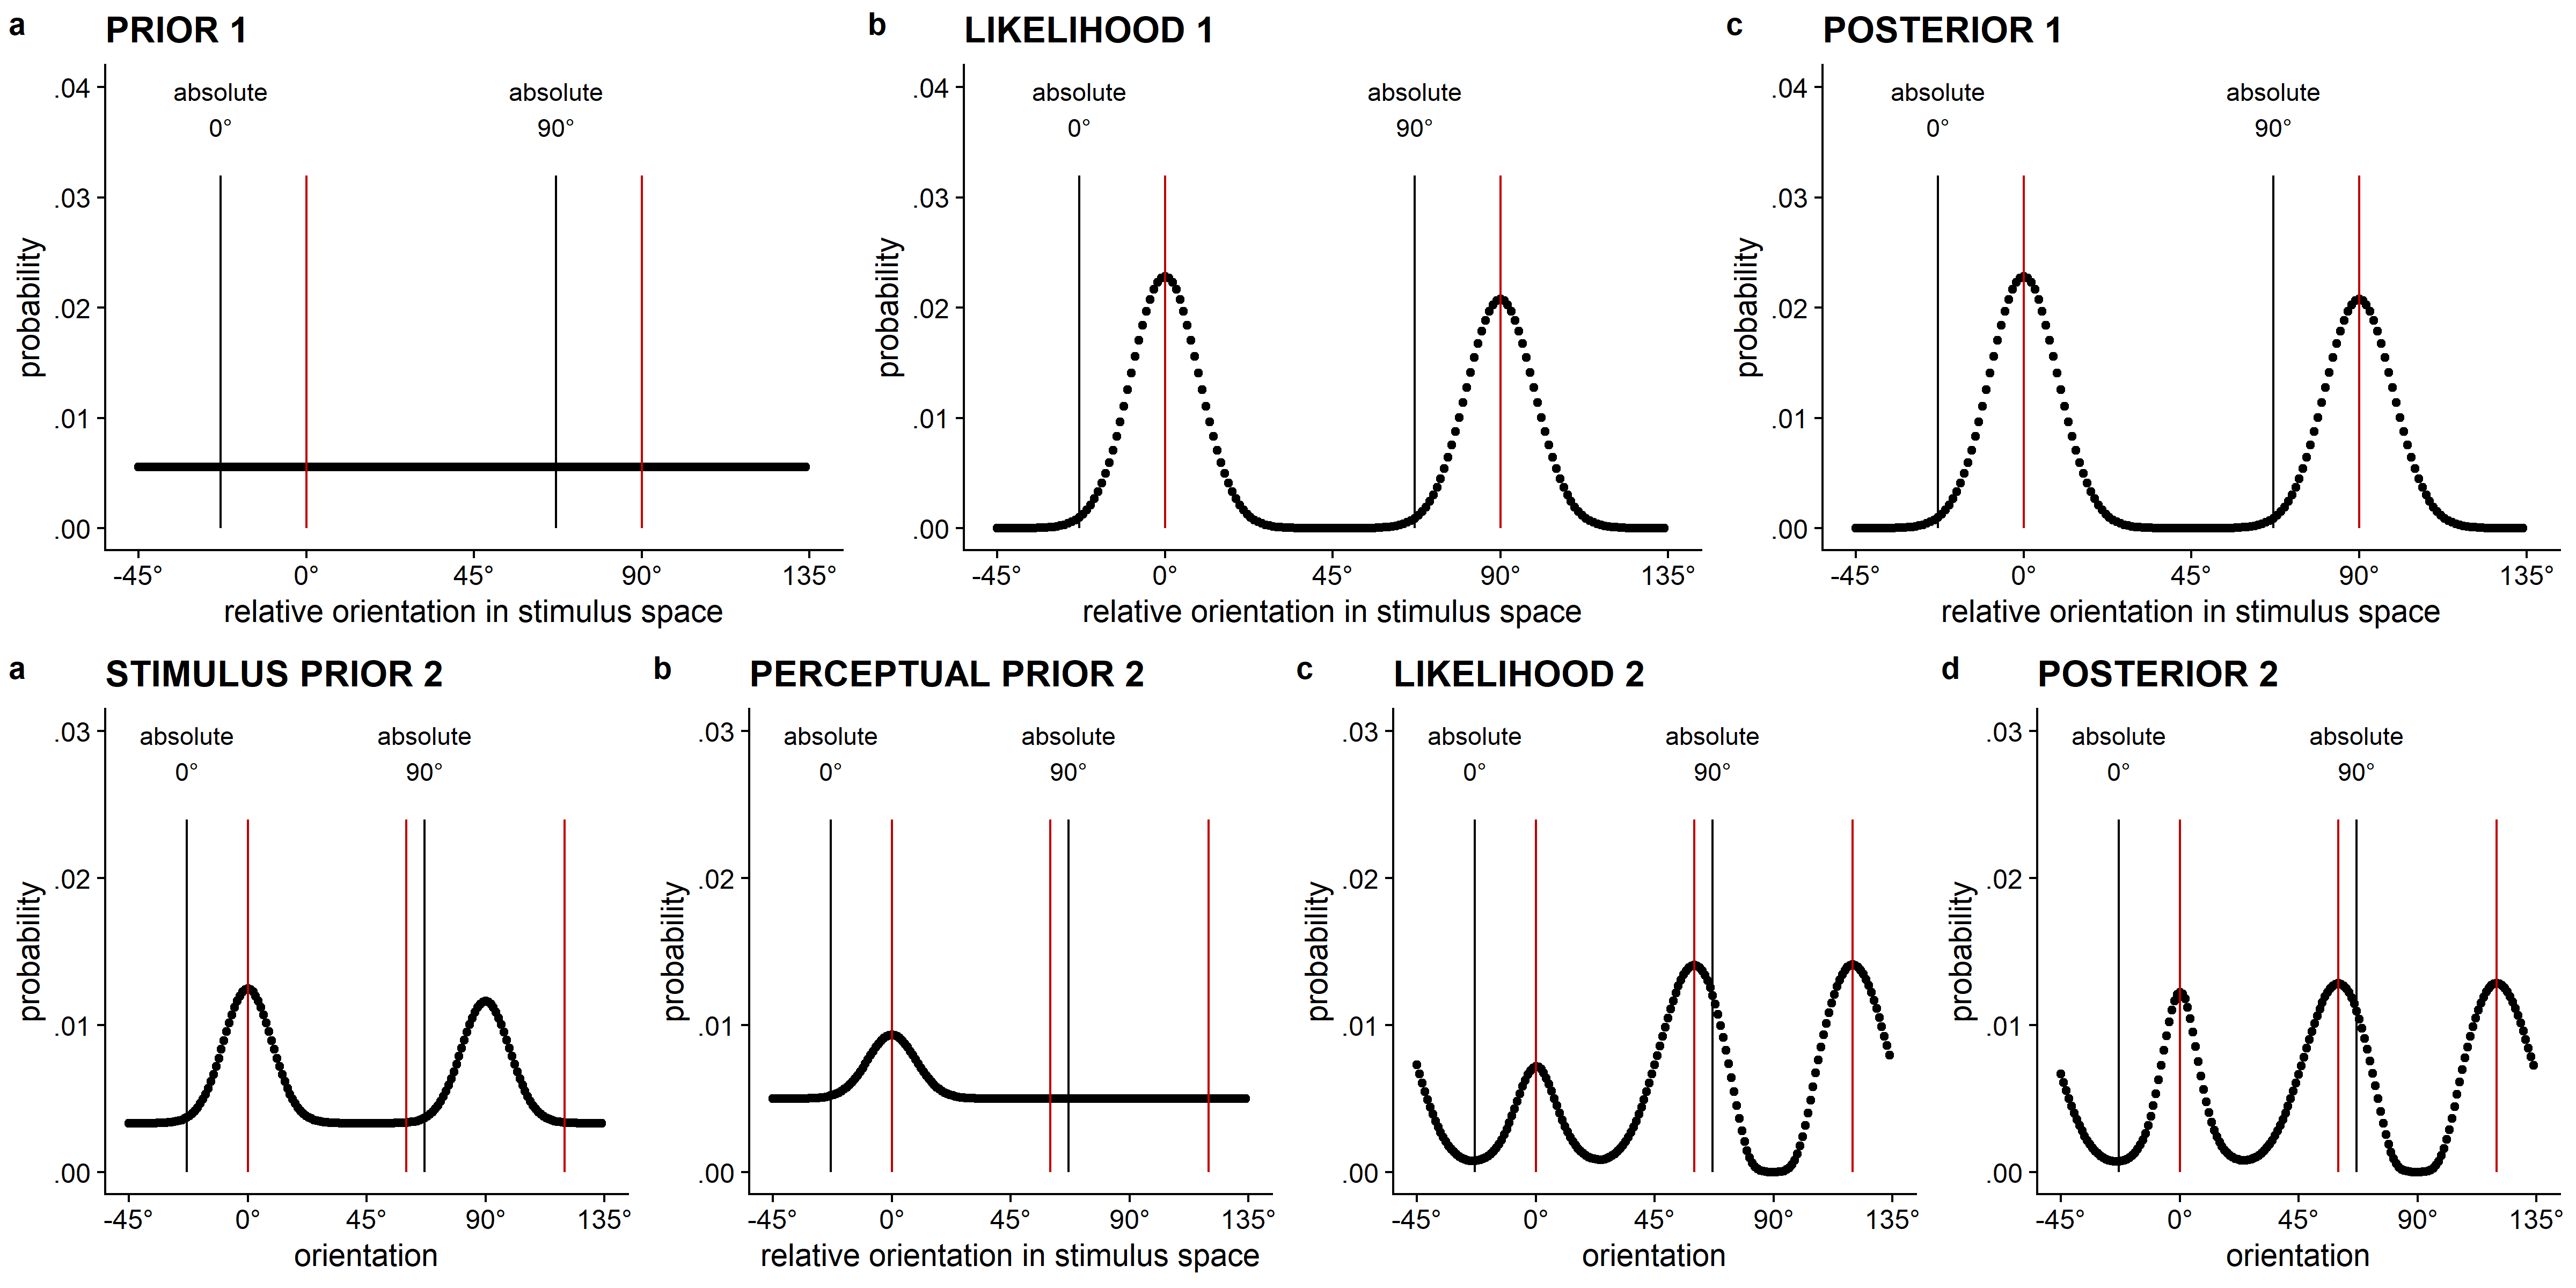 a PRIOR 1
absolute
0°
absolute
90°
.04
.03
.02
.01
.00
probability
-45° 0° 45° 90° 135°
relative orientation in stimulus space
b LIKELIHOOD 1
absolute
0°
absolute
90°
.04
.03
.02
.01
.00
probability
-45° 0° 45° 90° 135°
relative orientation in stimulus space
c POSTERIOR 1
absolute
0°
absolute
90°
.04
.03
.02
.01
.00
probability
-45° 0° 45° 90° 135°
relative orientation in stimulus space
a STIMULUS PRIOR 2
absolute
0°
absolute
90°
.03
.02
.01
.00
probability
-45° 0° 45° 90° 135°
orientation
b PERCEPTUAL PRIOR 2
absolute
0°
absolute
90°
.03
.02
.01
.00
probability
-45° 0° 45° 90° 135°
relative orientation in stimulus space
c LIKELIHOOD 2
absolute
0°
absolute
90°
.03
.02
.01
.00
probability
-45° 0° 45° 90° 135°
orientation
d POSTERIOR 2
absolute
0°
absolute
90°
.03
.02
.01
.00
probability
-45° 0° 45° 90° 135°
orientation